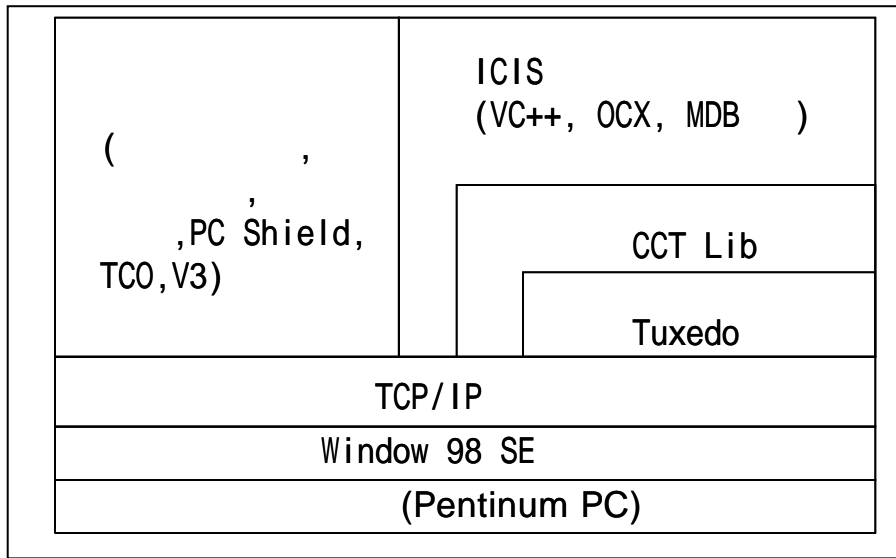 (          ,
,
,PC Shield,
TCO,V3)
ICIS
(VC++, OCX, MDB   )
CCT Lib
Tuxedo
TCP/IP
Window 98 SE
(Pentinum PC)